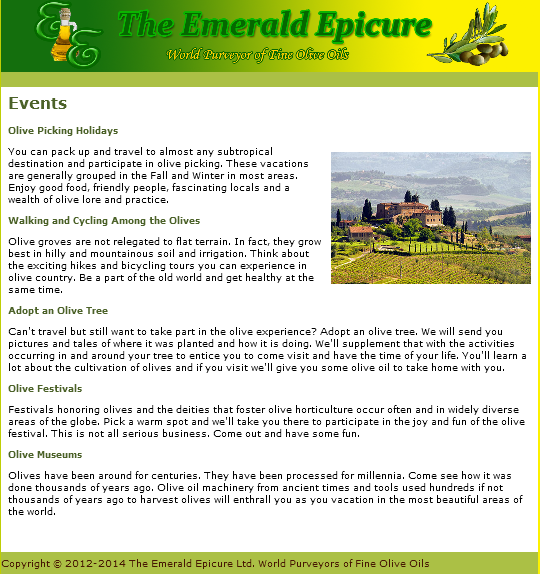 The Emerald Epicure
World Purveyor of Fine Olive Oils
Events
Olive Picking Holidays
You can pack up and travel to almost any subtropical
destination and participate in olive picking. These vacations
are generally grouped in the Fall and Winter in most areas.
Enjoy good food, friendly people, fascinating locals and a
wealth of olive lore and practice.
Walking and Cycling Among the Olives
Olive groves are not relegated to flat terrain. In fact, they grow
best in hilly and mountainous soil and irrigation. Think about
the exciting hikes and bicycling tours you can experience in
olive country. Be a part of the old world and get healthy at the
same time.
Adopt an Olive Tree
Can't travel but still want to take part in the olive experience? Adopt an olive tree. We will send you
pictures and tales of where it was planted and how it is doing. We'll supplement that with the activities
occurring in and around your tree to entice you to come visit and have the time of your life. You'll learn a
lot about the cultivation of olives and if you visit we'll give you some olive oil to take home with you.
Olive Festivals
Festivals honoring olives and the deities that foster olive horticulture occur often and in widely diverse
areas of the globe. Pick a warm spot and we'll take you there to participate in the joy and fun of the olive
festival. This is not all serious business. Come out and have some fun.
Olive Museums
Olives have been around for centuries. They have been processed for millennia. Come see how it was
done thousands of years ago. Olive oil machinery from ancient times and tools used hundreds if not
thousands of years ago to harvest olives will enthrall you as you vacation in the most beautiful areas of
the world.
Copyright © 2012-2014 The Emerald Epicure Ltd. World Purveyors of Fine Olive Oils